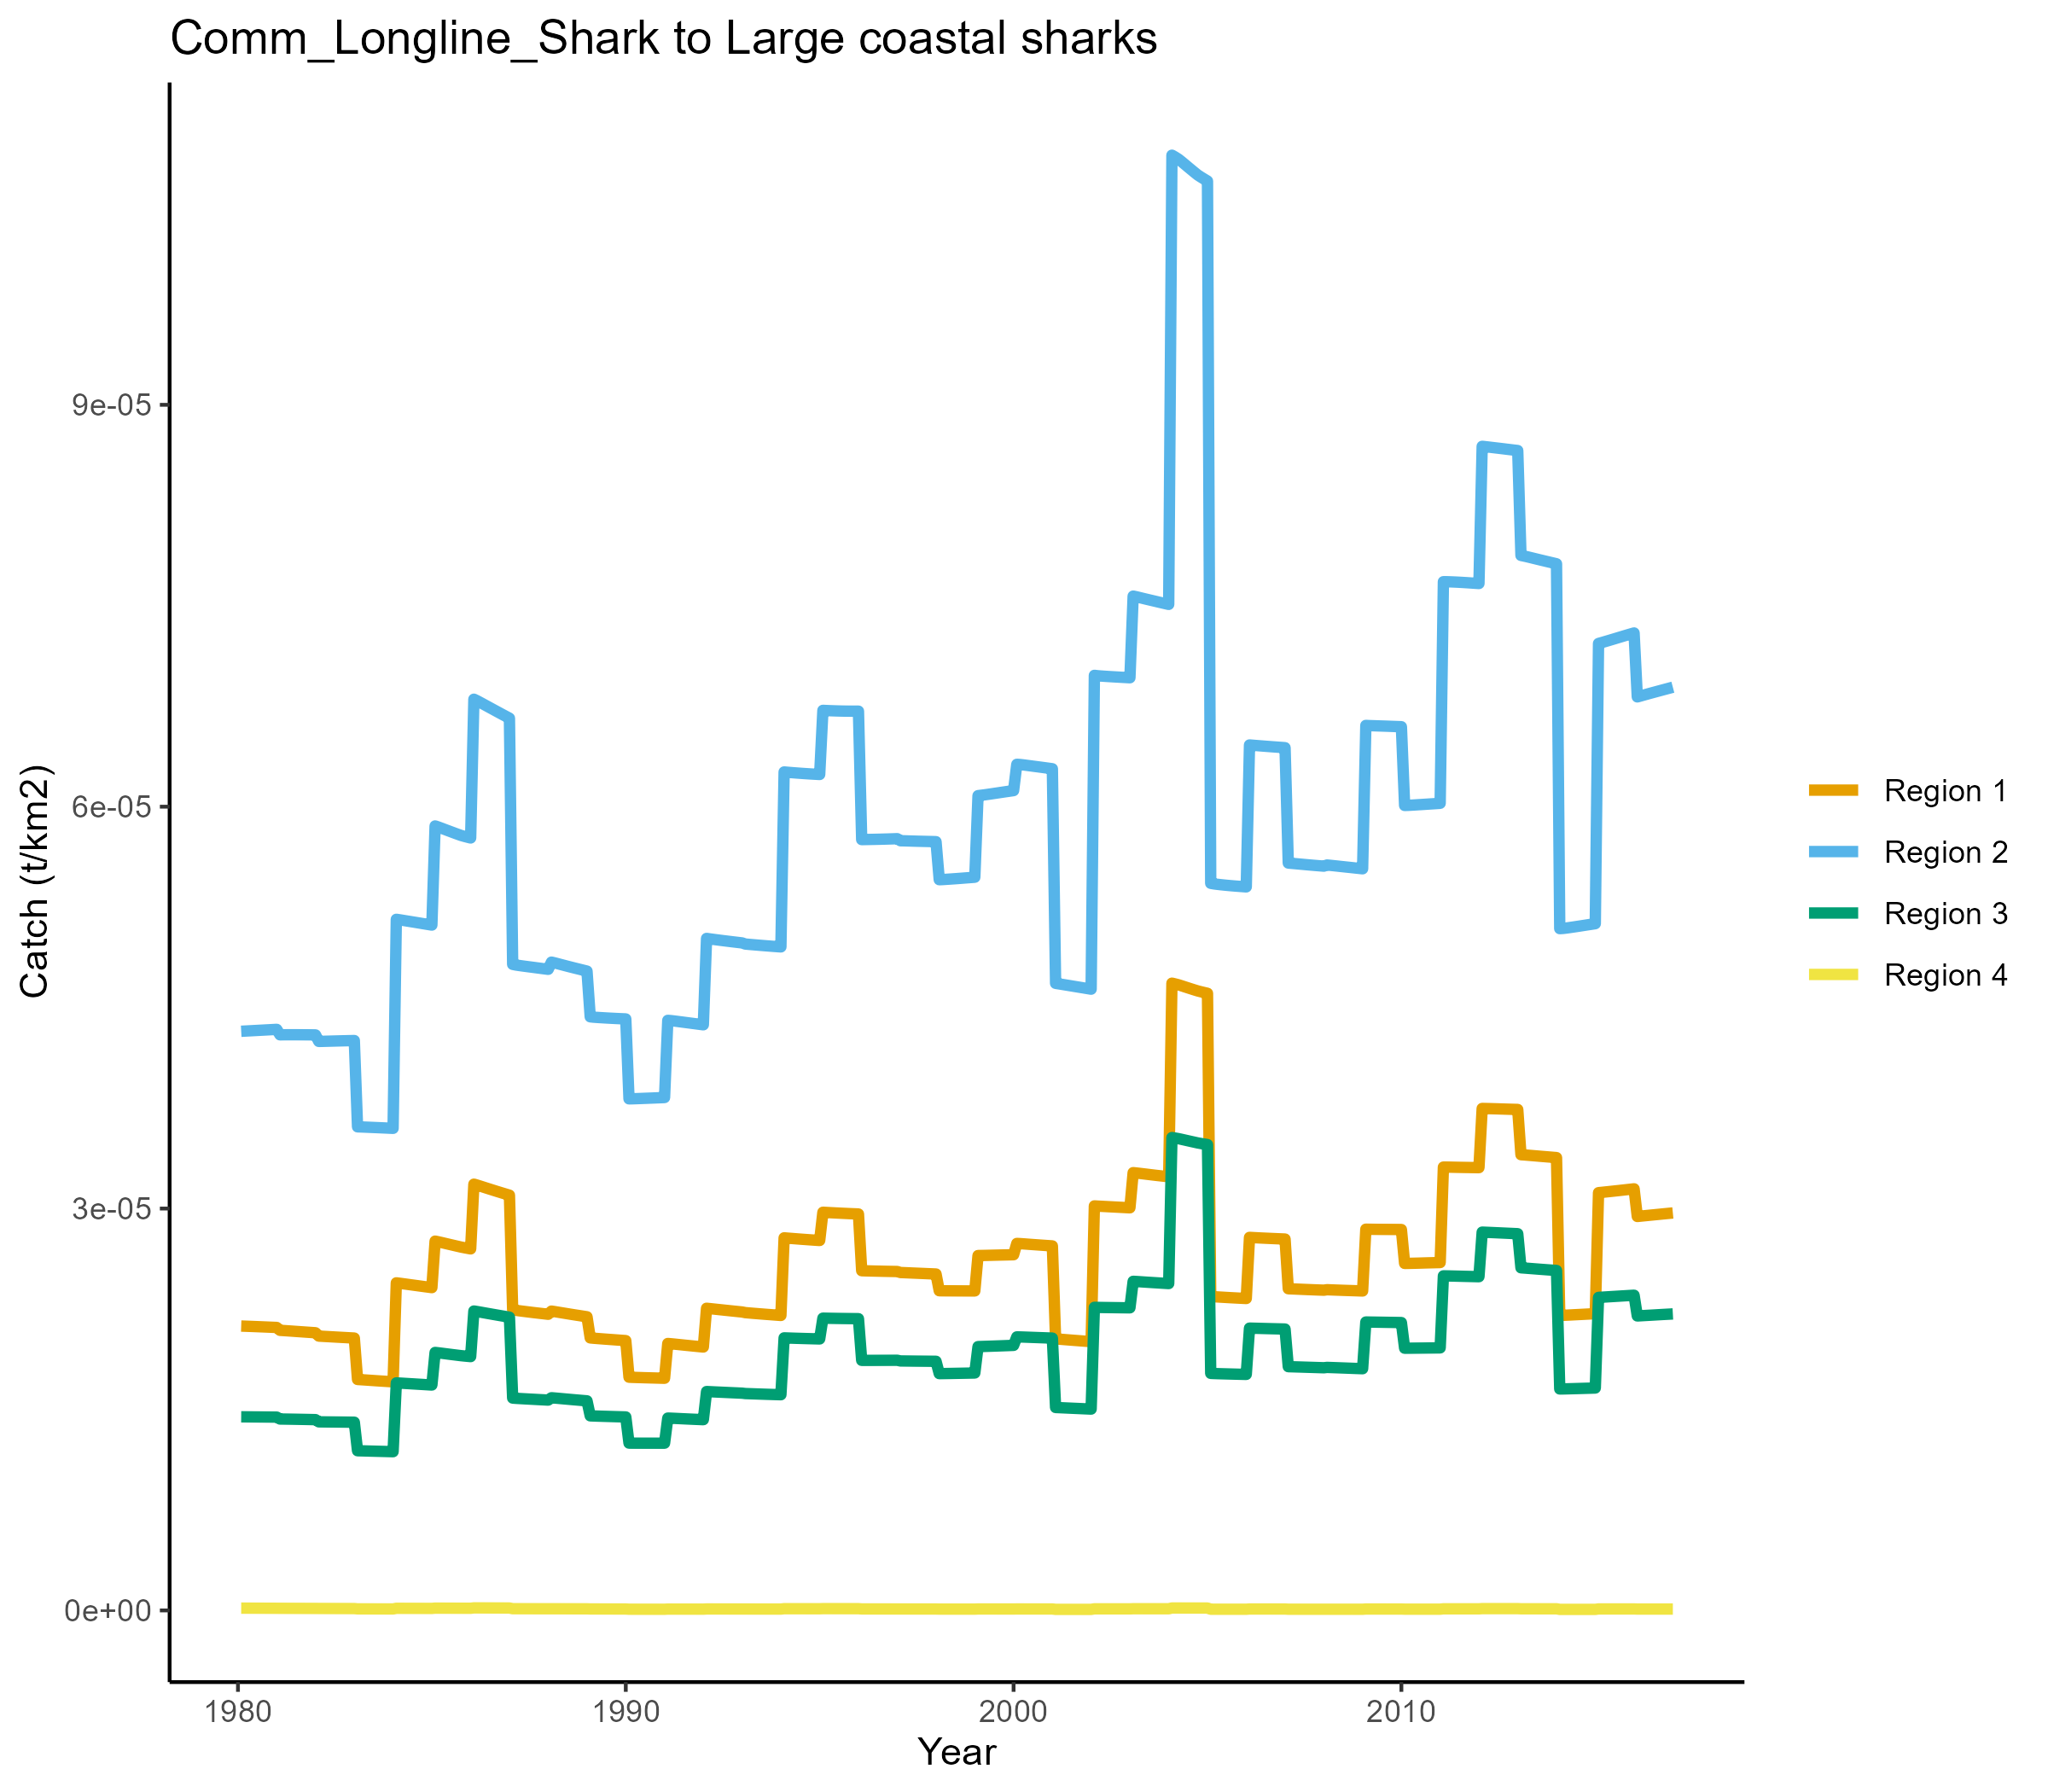 Comm_Longline_Shark to Large coastal sharks
Catch (t/km2)
9e-05
6e-05
3e-05
0e+00
1980 1990 2000 2010
Year
Region 1
Region 2
Region 3
Region 4